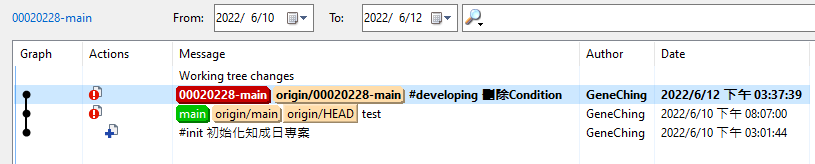 00020228-main From: 2022/ 6/10 To: 2022/ 6/12
Graph Actions Message Author Date
Working tree changes
00020228-main origin/00020228-main #developing 刪除Condition GeneChing 2022/6/12 下午 03:37:39
main origin/main origin/HEAD test GeneChing 2022/6/10 下午 08:07:00
#init 初始化知成日專案 GeneChing 2022/6/10 下午 03:01:44